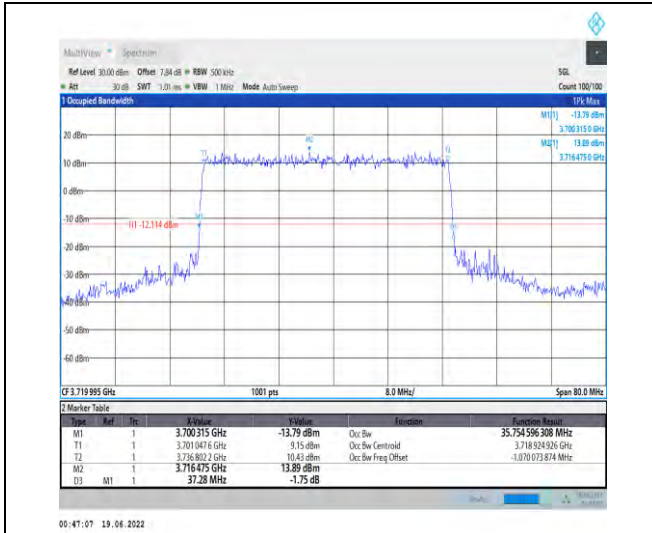 MultiView Spectrum
Ref Level 30.00 dBm Offset 7.84 dB RBW 500 kHz SGL
Att 30 dB SWT 1.01 ms VBW 1 MHz Mode Auto Sweep Count 100/100
1 Occupied Bandwidth 1Pk Max
M1[1] -13.79 dBm
3.700315 0 GHz
M2[1] 13.89 dBm
3.716475 0 GHz
20 dBm
10 dBm
0 dBm
-10 dBm
H1 -12.114 dBm
-20 dBm
-30 dBm
-40 dBm
-50 dBm
-60 dBm
M2
T1
T2
M1
CF 3.719 995 GHz 1001 pts 8.0 MHz/ Span 80.0 MHz
2 Marker Table
Type Ref Trc X-Value Y-Value Function Function Result
M1 1 3.700315 GHz -13.79 dBm Occ Bw 35.754 596 308 MHz
T1 1 3.701 047 6 GHz 9.15 dBm Occ Bw Centroid 3.718 924 926 GHz
T2 1 3.736 802 2 GHz 10.43 dBm Occ Bw Freq Offset -1.070 073 874 MHz
M2 1 3.716475 GHz 13.89 dBm
D3 M1 1 37.28 MHz -1.75 dB
00:47:07 19.06.2022